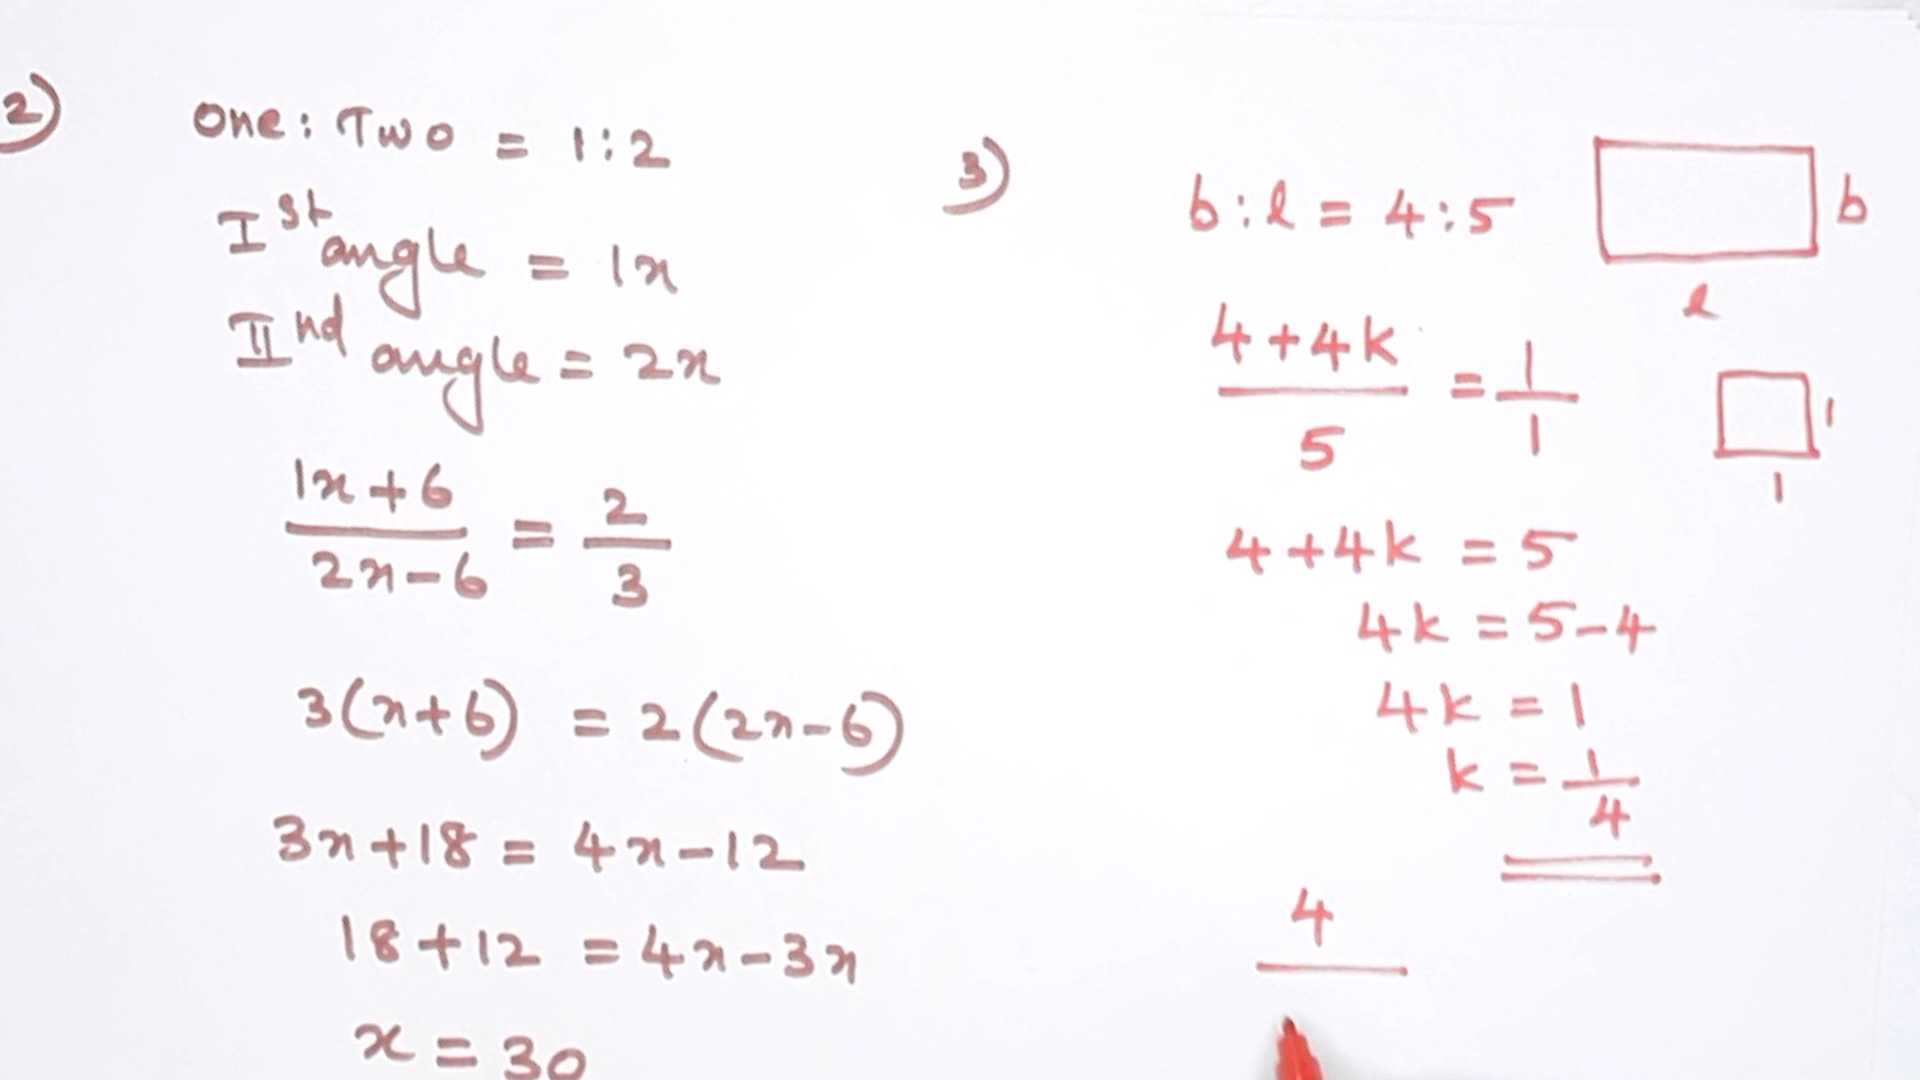 2)
one: Two = 1:2
Ist angle = 1x
IInd angle = 2x
1x+6
2x-6
=
2
3
3(x+6) = 2(2x-6)
3x+18 = 4x-12
18+12 = 4x-3x
x = 30
3)
b:l = 4:5
b
l
4+4k
5
=
1
1
1
1
4+4k = 5
4k = 5-4
4k = 1
k = 1
4
4